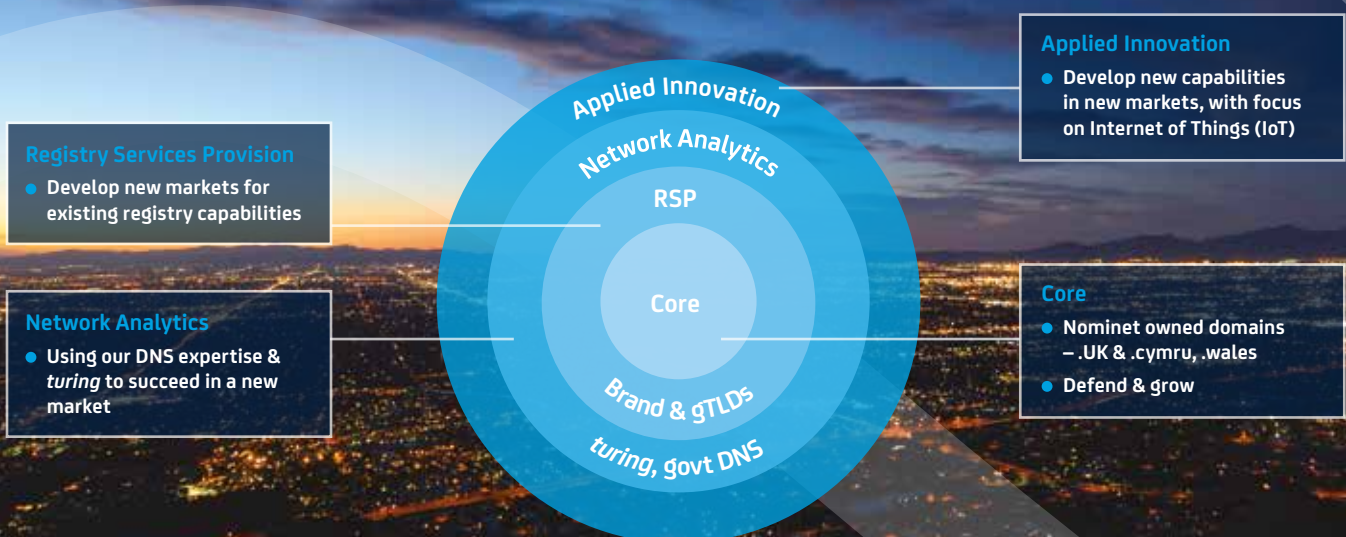 Registry Services Provision
● Develop new markets for
existing registry capabilities
Network Analytics
● Using our DNS expertise &
turing to succeed in a new
market
Applied Innovation
Network Analytics
RSP
Core
Brand & gTLDs
turing, govt DNS
Applied Innovation
● Develop new capabilities
in new markets, with focus
on Internet of Things (IoT)
Core
● Nominet owned domains
– .UK & .cymru, .wales
● Defend & grow